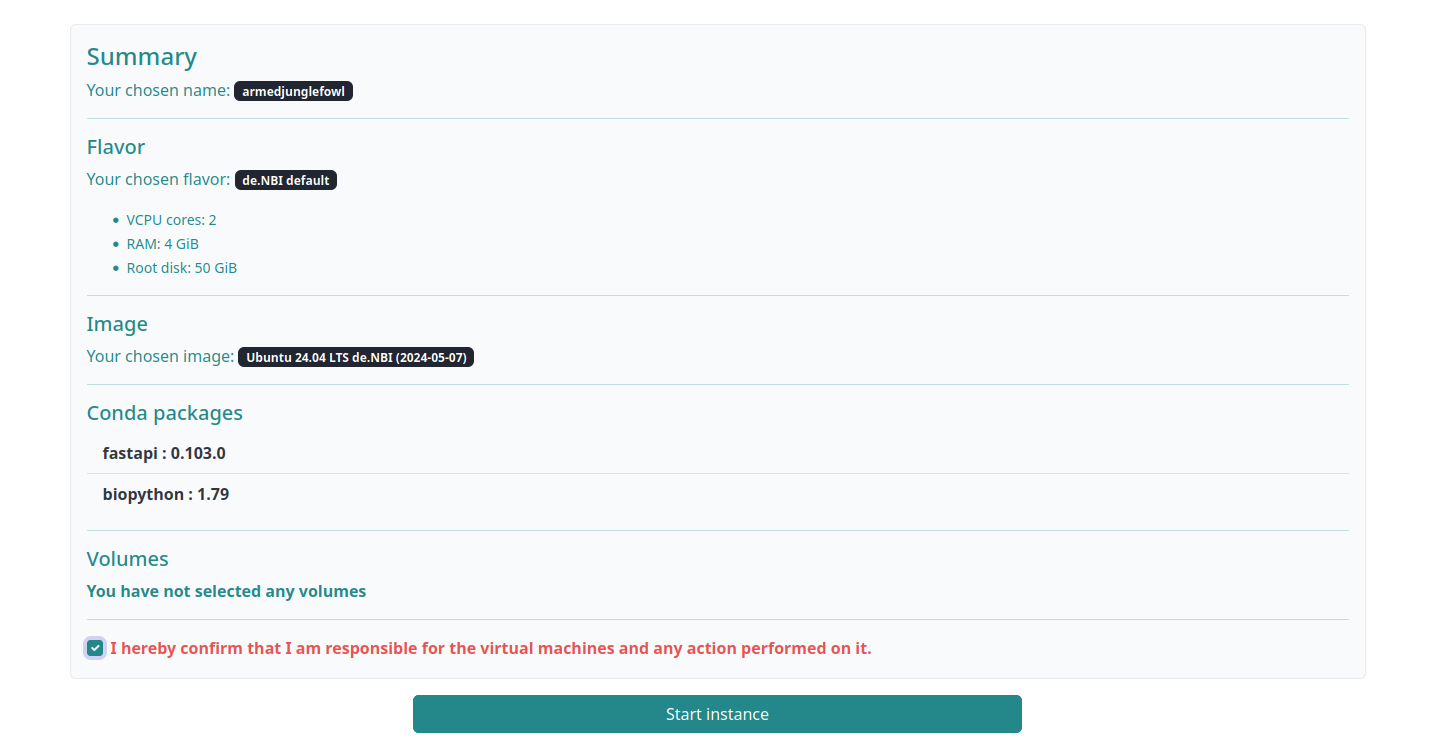 Summary
Your chosen name: armedjunglefowl
Flavor
Your chosen flavor: de.NBI default
VCPU cores: 2
RAM: 4 GiB
Root disk: 50 GiB
Image
Your chosen image: Ubuntu 24.04 LTS de.NBI (2024-05-07)
Conda packages
fastapi : 0.103.0
biopython : 1.79
Volumes
You have not selected any volumes
I hereby confirm that I am responsible for the virtual machines and any action performed on it.
Start instance